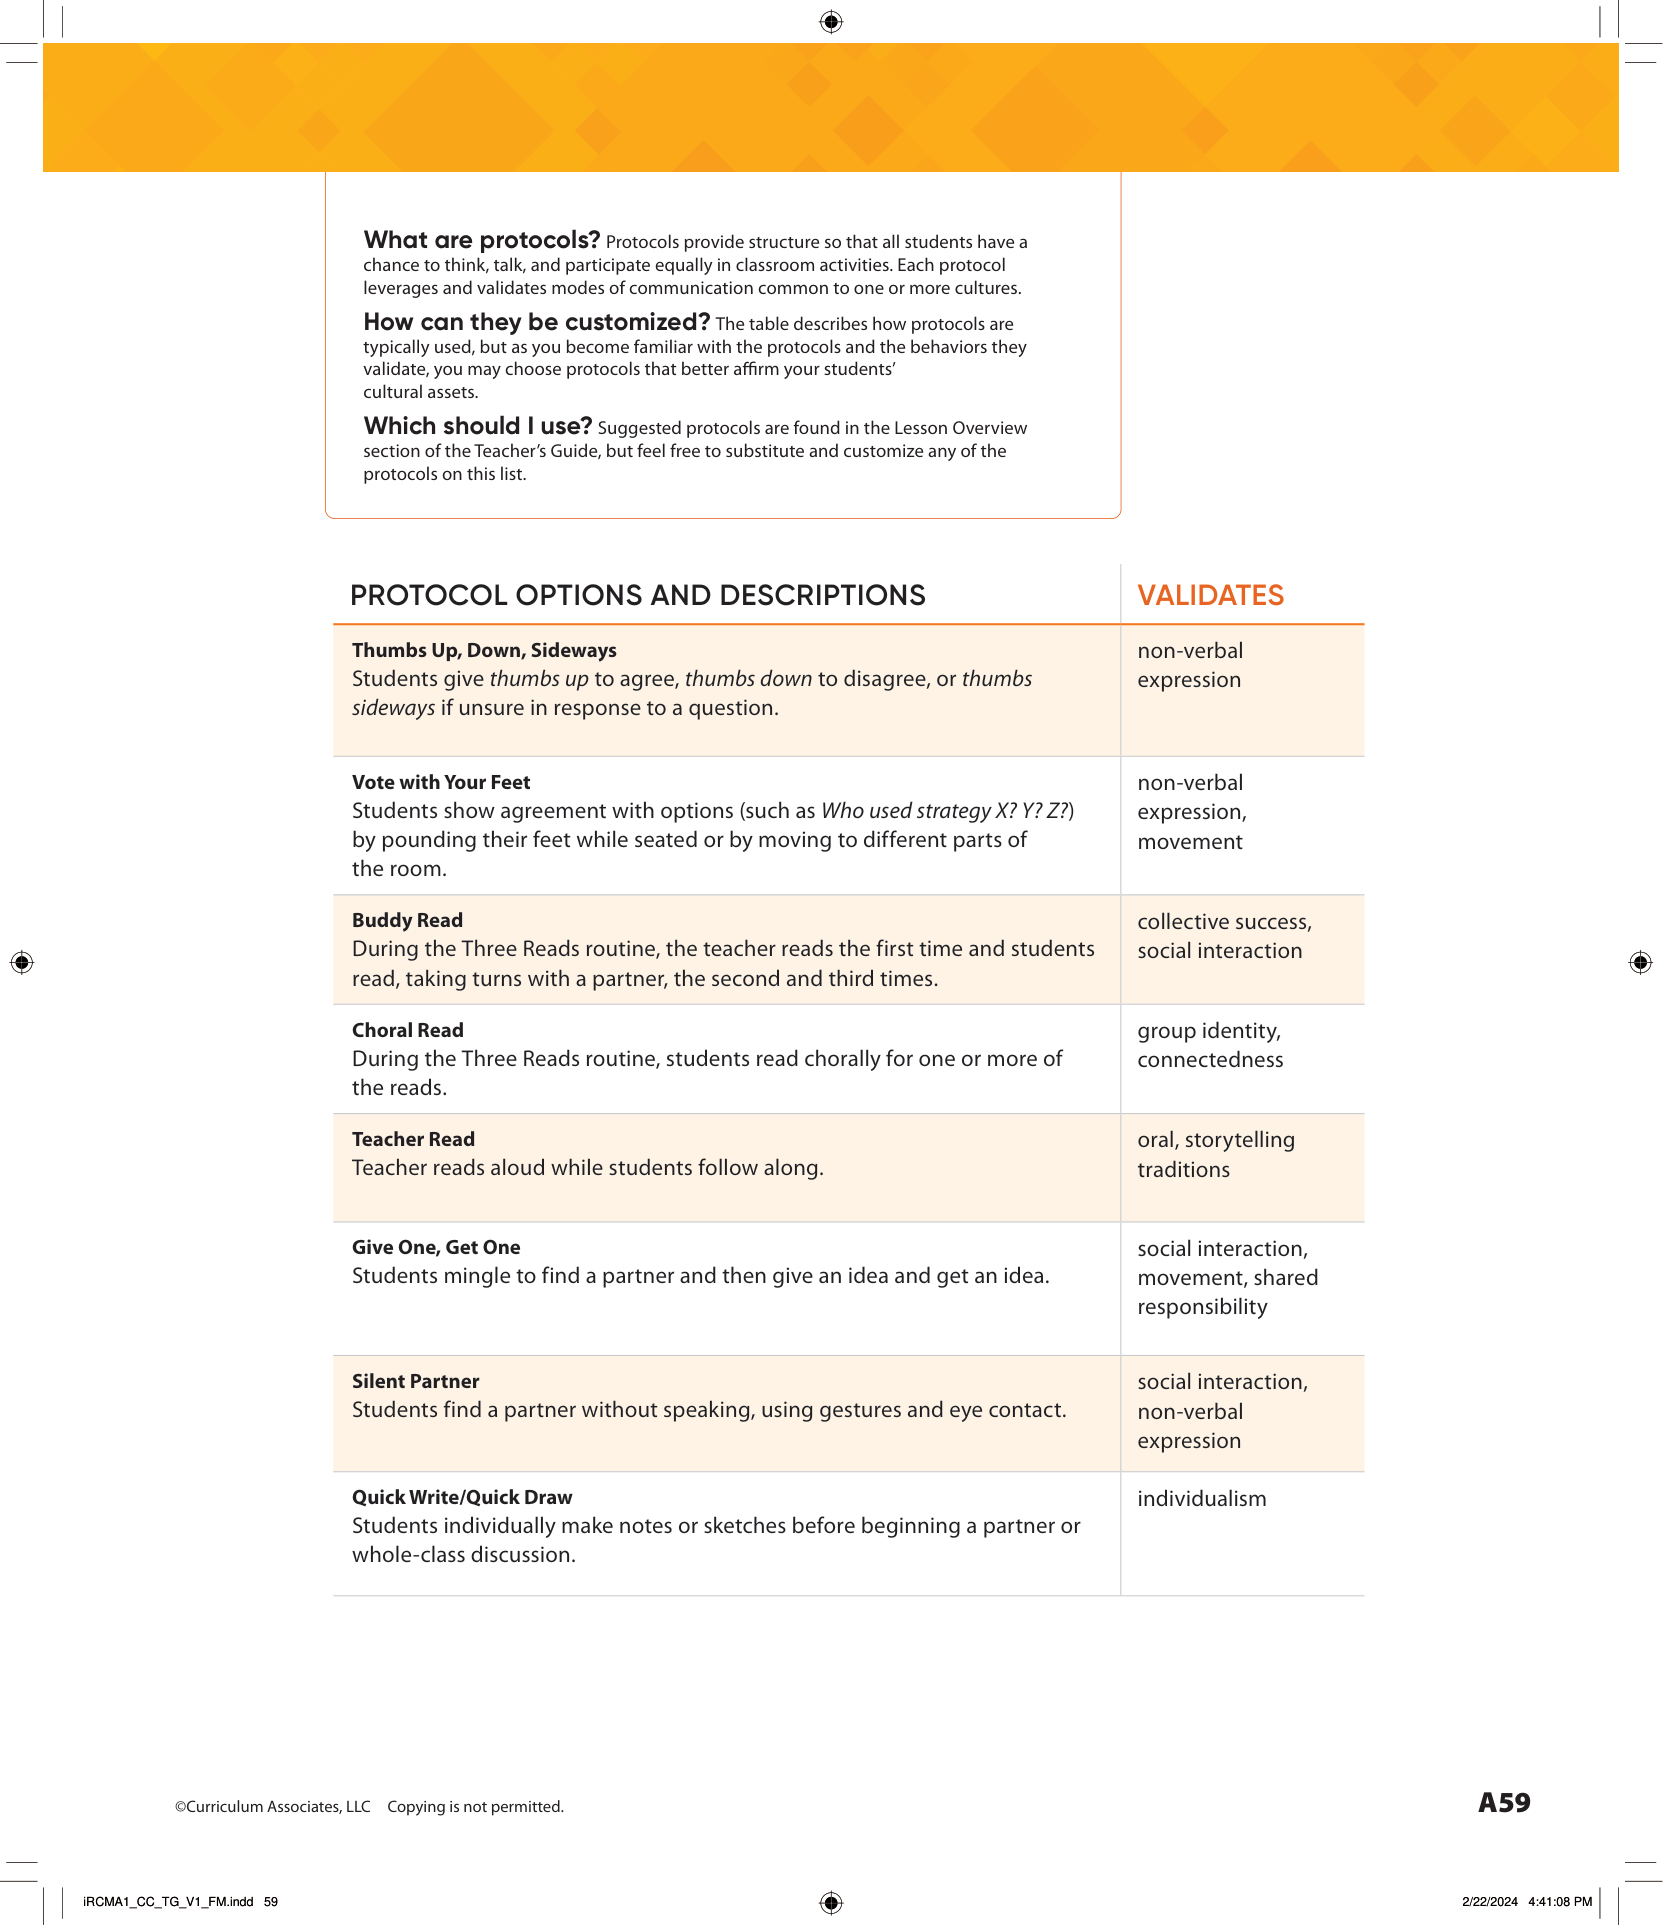 What are protocols? Protocols provide structure so that all students have a
chance to think, talk, and participate equally in classroom activities. Each protocol
leverages and validates modes of communication common to one or more cultures.
How can they be customized? The table describes how protocols are
typically used, but as you become familiar with the protocols and the behaviors they
validate, you may choose protocols that better affirm your students’
cultural assets.
Which should I use? Suggested protocols are found in the Lesson Overview
section of the Teacher’s Guide, but feel free to substitute and customize any of the
protocols on this list.
PROTOCOL OPTIONS AND DESCRIPTIONS
VALIDATES
Thumbs Up, Down, Sideways
Students give thumbs up to agree, thumbs down to disagree, or thumbs
sideways if unsure in response to a question.
non-verbal
expression
Vote with Your Feet
Students show agreement with options (such as Who used strategy X? Y? Z?)
by pounding their feet while seated or by moving to different parts of
the room.
non-verbal
expression,
movement
Buddy Read
During the Three Reads routine, the teacher reads the first time and students
read, taking turns with a partner, the second and third times.
collective success,
social interaction
Choral Read
During the Three Reads routine, students read chorally for one or more of
the reads.
group identity,
connectedness
Teacher Read
Teacher reads aloud while students follow along.
oral, storytelling
traditions
Give One, Get One
Students mingle to find a partner and then give an idea and get an idea.
social interaction,
movement, shared
responsibility
Silent Partner
Students find a partner without speaking, using gestures and eye contact.
social interaction,
non-verbal
expression
Quick Write/Quick Draw
Students individually make notes or sketches before beginning a partner or
whole-class discussion.
individualism
©Curriculum Associates, LLC Copying is not permitted.
A59
iRCMA1_CC_TG_V1_FM.indd 59
2/22/2024 4:41:08 PM